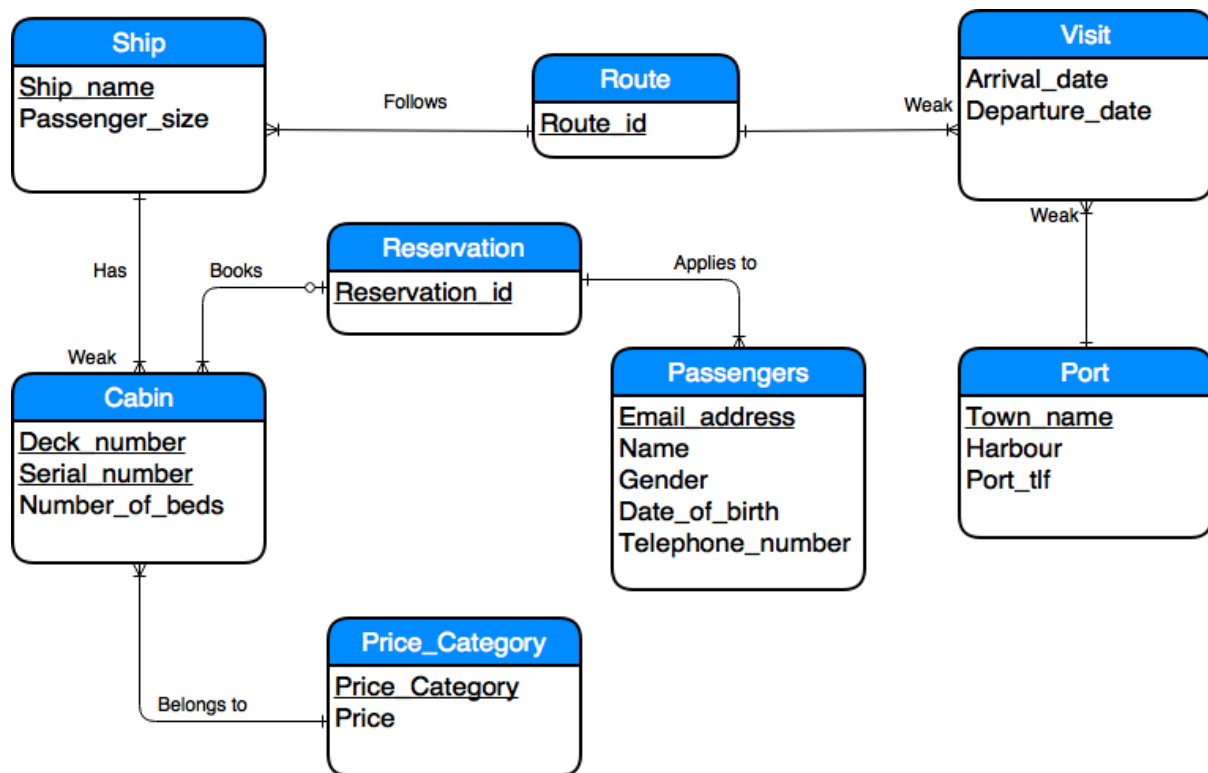 Ship
Ship_name
Passenger_size
Follows
Route
Route_id
Weak
Visit
Arrival_date
Departure_date
Weak
Has
Books
Reservation
Reservation_id
Applies to
Weak
Cabin
Deck_number
Serial_number
Number_of_beds
Passengers
Email_address
Name
Gender
Date_of_birth
Telephone_number
Port
Town_name
Harbour
Port_tlf
Belongs to
Price_Category
Price_Category
Price